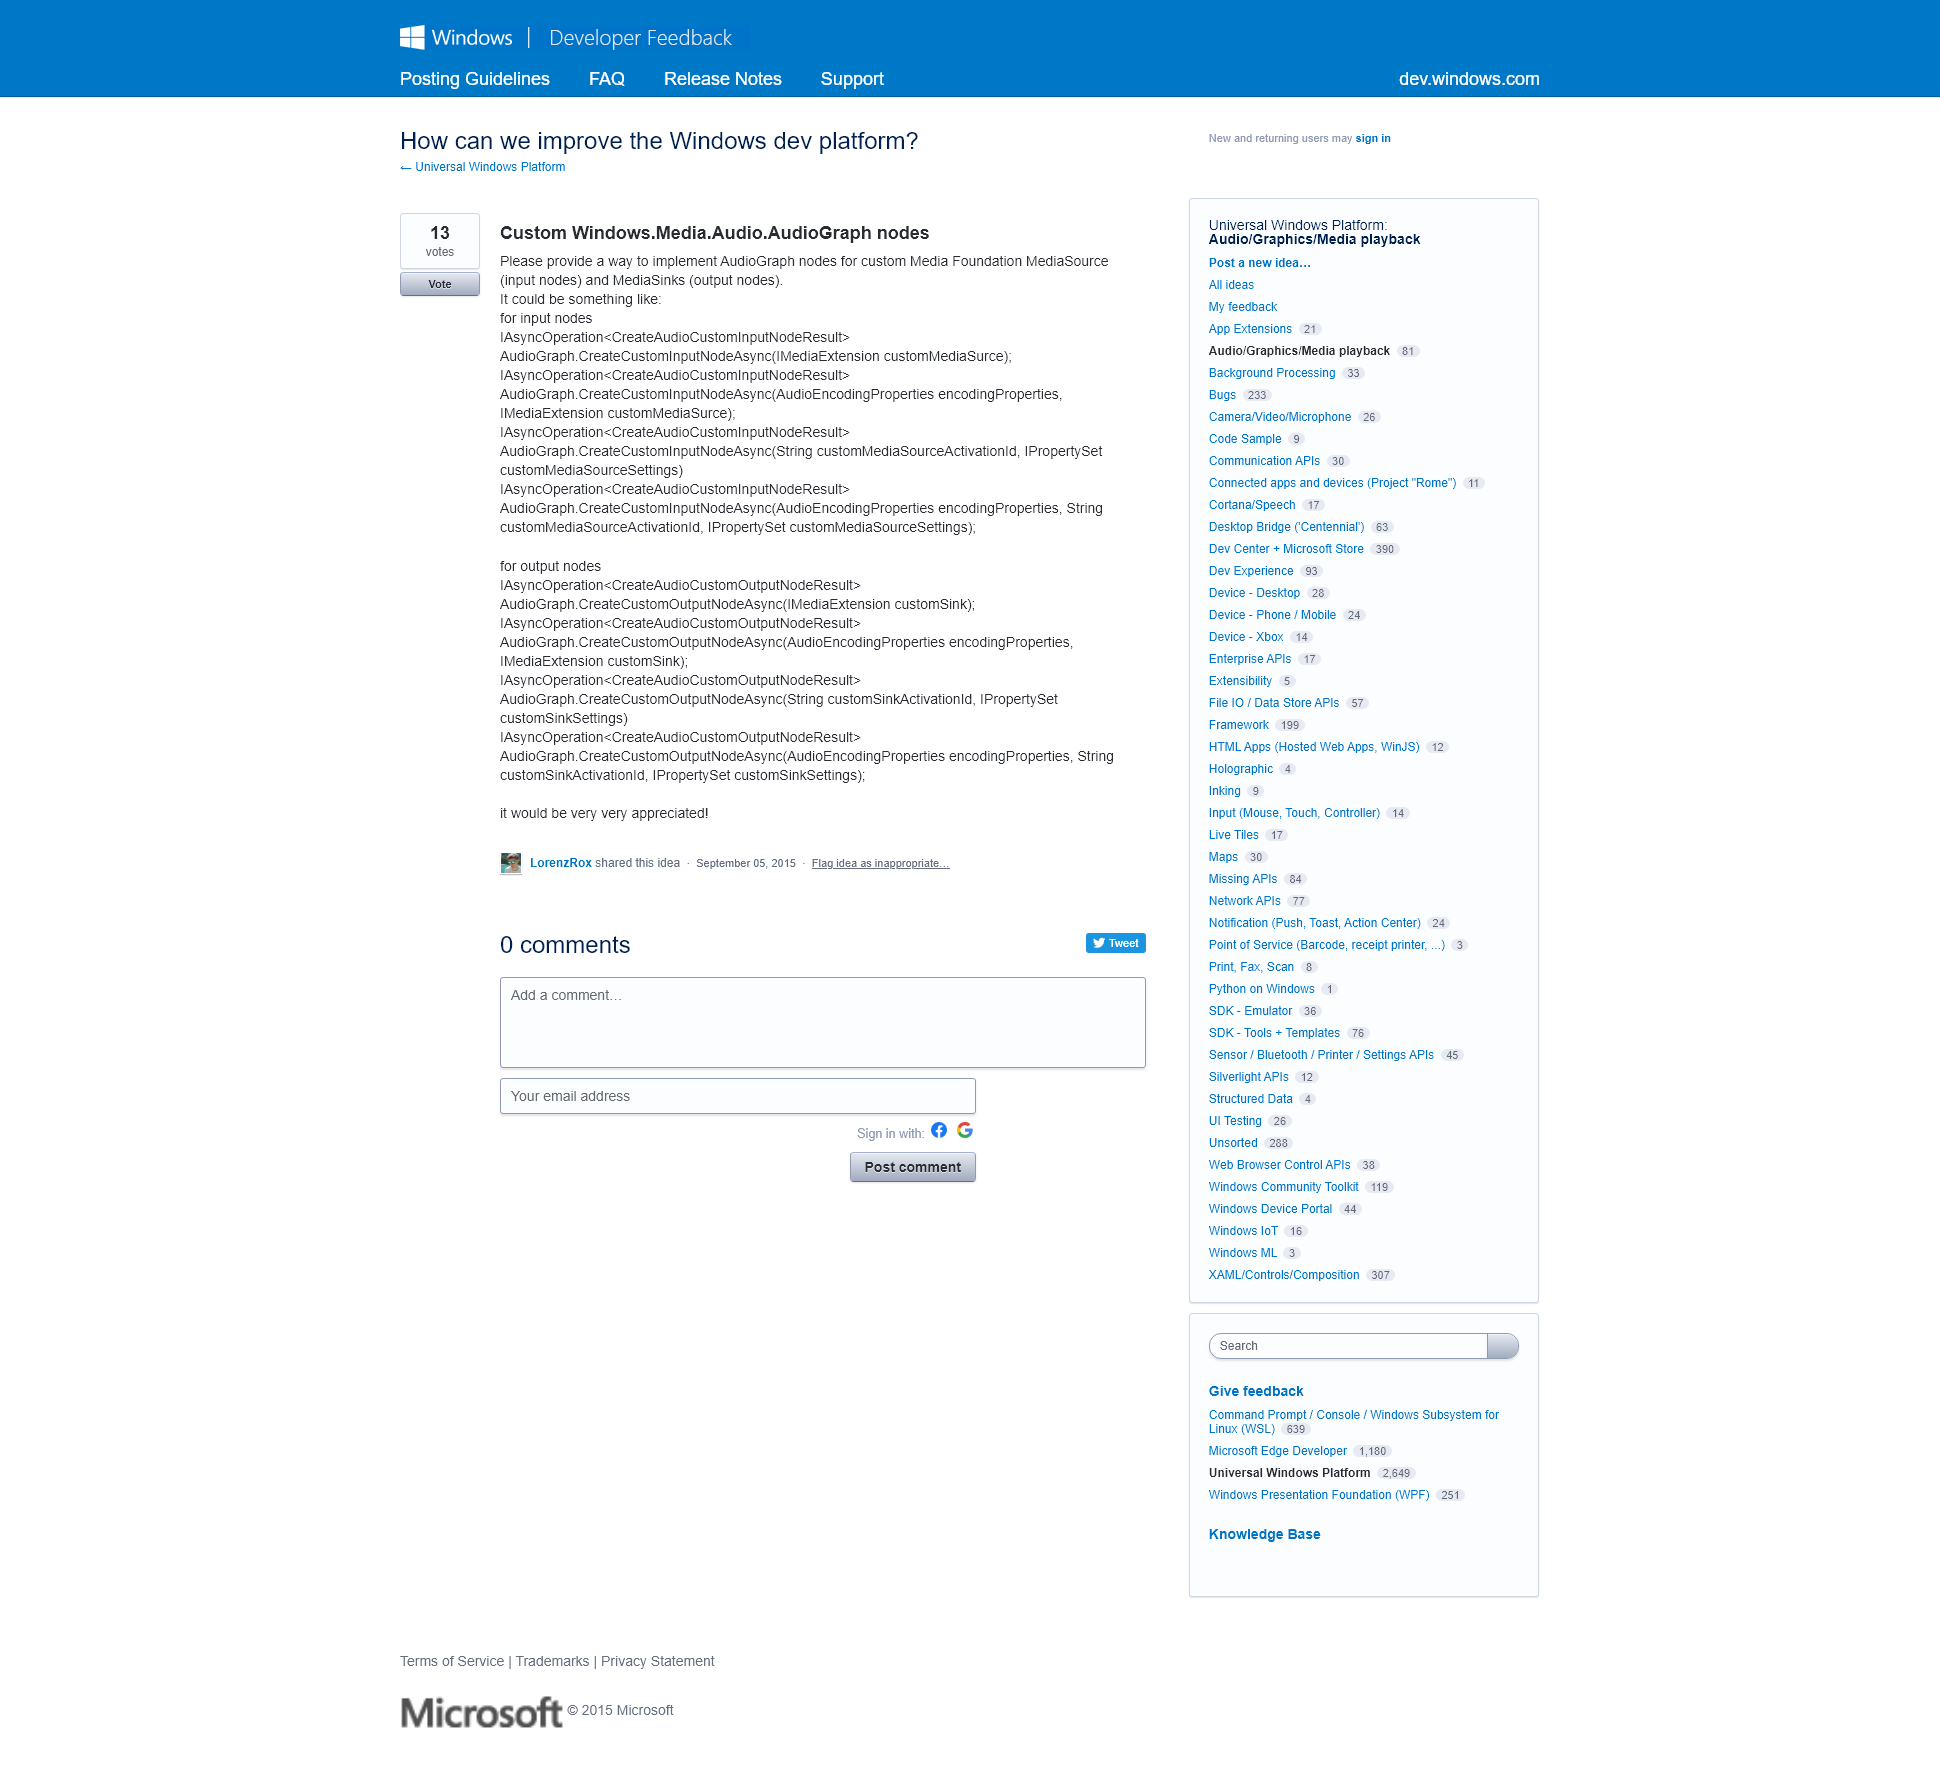 Windows | Developer Feedback
Posting Guidelines FAQ Release Notes Support dev.windows.com
How can we improve the Windows dev platform?
← Universal Windows Platform
New and returning users may sign in
13
votes
Vote
Custom Windows.Media.Audio.AudioGraph nodes
Please provide a way to implement AudioGraph nodes for custom Media Foundation MediaSource
(input nodes) and MediaSinks (output nodes).
It could be something like:
for input nodes
IAsyncOperation<CreateAudioCustomInputNodeResult>
AudioGraph.CreateCustomInputNodeAsync(IMediaExtension customMediaSurce);
IAsyncOperation<CreateAudioCustomInputNodeResult>
AudioGraph.CreateCustomInputNodeAsync(AudioEncodingProperties encodingProperties,
IMediaExtension customMediaSurce);
IAsyncOperation<CreateAudioCustomInputNodeResult>
AudioGraph.CreateCustomInputNodeAsync(String customMediaSourceActivationId, IPropertySet
customMediaSourceSettings)
IAsyncOperation<CreateAudioCustomInputNodeResult>
AudioGraph.CreateCustomInputNodeAsync(AudioEncodingProperties encodingProperties, String
customMediaSourceActivationId, IPropertySet customMediaSourceSettings);
for output nodes
IAsyncOperation<CreateAudioCustomOutputNodeResult>
AudioGraph.CreateCustomOutputNodeAsync(IMediaExtension customSink);
IAsyncOperation<CreateAudioCustomOutputNodeResult>
AudioGraph.CreateCustomOutputNodeAsync(AudioEncodingProperties encodingProperties,
IMediaExtension customSink);
IAsyncOperation<CreateAudioCustomOutputNodeResult>
AudioGraph.CreateCustomOutputNodeAsync(String customSinkActivationId, IPropertySet
customSinkSettings)
IAsyncOperation<CreateAudioCustomOutputNodeResult>
AudioGraph.CreateCustomOutputNodeAsync(AudioEncodingProperties encodingProperties, String
customSinkActivationId, IPropertySet customSinkSettings);
it would be very very appreciated!
LorenzRox shared this idea · September 05, 2015 · Flag idea as inappropriate…
0 comments
Tweet
Add a comment…
Your email address
Sign in with:
Post comment
Universal Windows Platform:
Audio/Graphics/Media playback
Post a new idea…
All ideas
My feedback
App Extensions 21
Audio/Graphics/Media playback 81
Background Processing 33
Bugs 233
Camera/Video/Microphone 26
Code Sample 9
Communication APIs 30
Connected apps and devices (Project "Rome") 11
Cortana/Speech 17
Desktop Bridge ('Centennial') 63
Dev Center + Microsoft Store 390
Dev Experience 93
Device - Desktop 28
Device - Phone / Mobile 24
Device - Xbox 14
Enterprise APIs 17
Extensibility 5
File IO / Data Store APIs 57
Framework 199
HTML Apps (Hosted Web Apps, WinJS) 12
Holographic 4
Inking 9
Input (Mouse, Touch, Controller) 14
Live Tiles 17
Maps 30
Missing APIs 84
Network APIs 77
Notification (Push, Toast, Action Center) 24
Point of Service (Barcode, receipt printer, ...) 3
Print, Fax, Scan 8
Python on Windows 1
SDK - Emulator 36
SDK - Tools + Templates 76
Sensor / Bluetooth / Printer / Settings APIs 45
Silverlight APIs 12
Structured Data 4
UI Testing 26
Unsorted 288
Web Browser Control APIs 38
Windows Community Toolkit 119
Windows Device Portal 44
Windows IoT 16
Windows ML 3
XAML/Controls/Composition 307
Search
Give feedback
Command Prompt / Console / Windows Subsystem for
Linux (WSL) 639
Microsoft Edge Developer 1,180
Universal Windows Platform 2,649
Windows Presentation Foundation (WPF) 251
Knowledge Base
Terms of Service | Trademarks | Privacy Statement
Microsoft © 2015 Microsoft